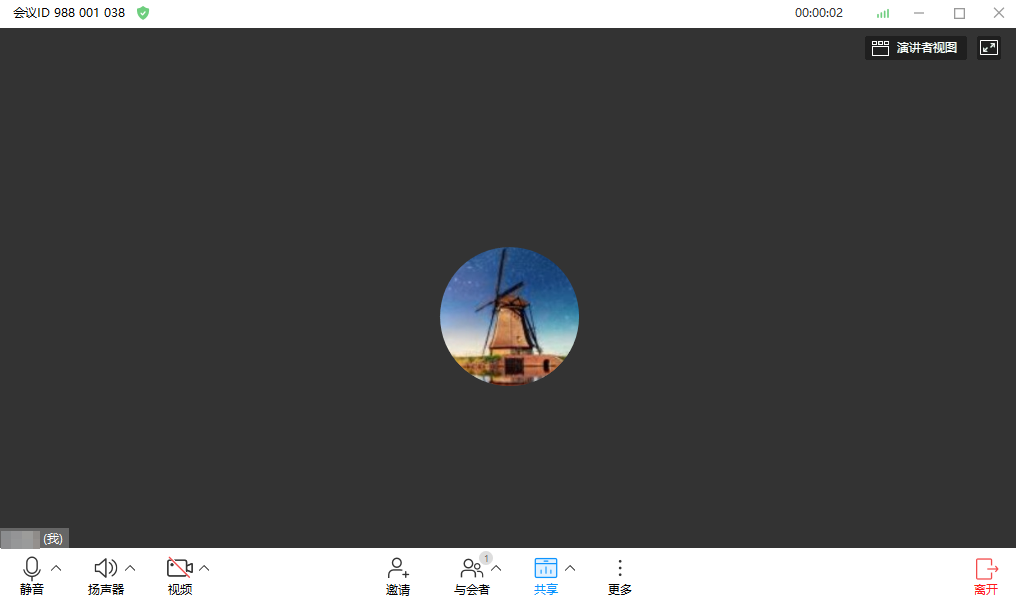 会议ID 988 001 038
00:00:02
演讲者视图
(我)
1
静音
扬声器
视频
邀请
与会者
共享
更多
离开